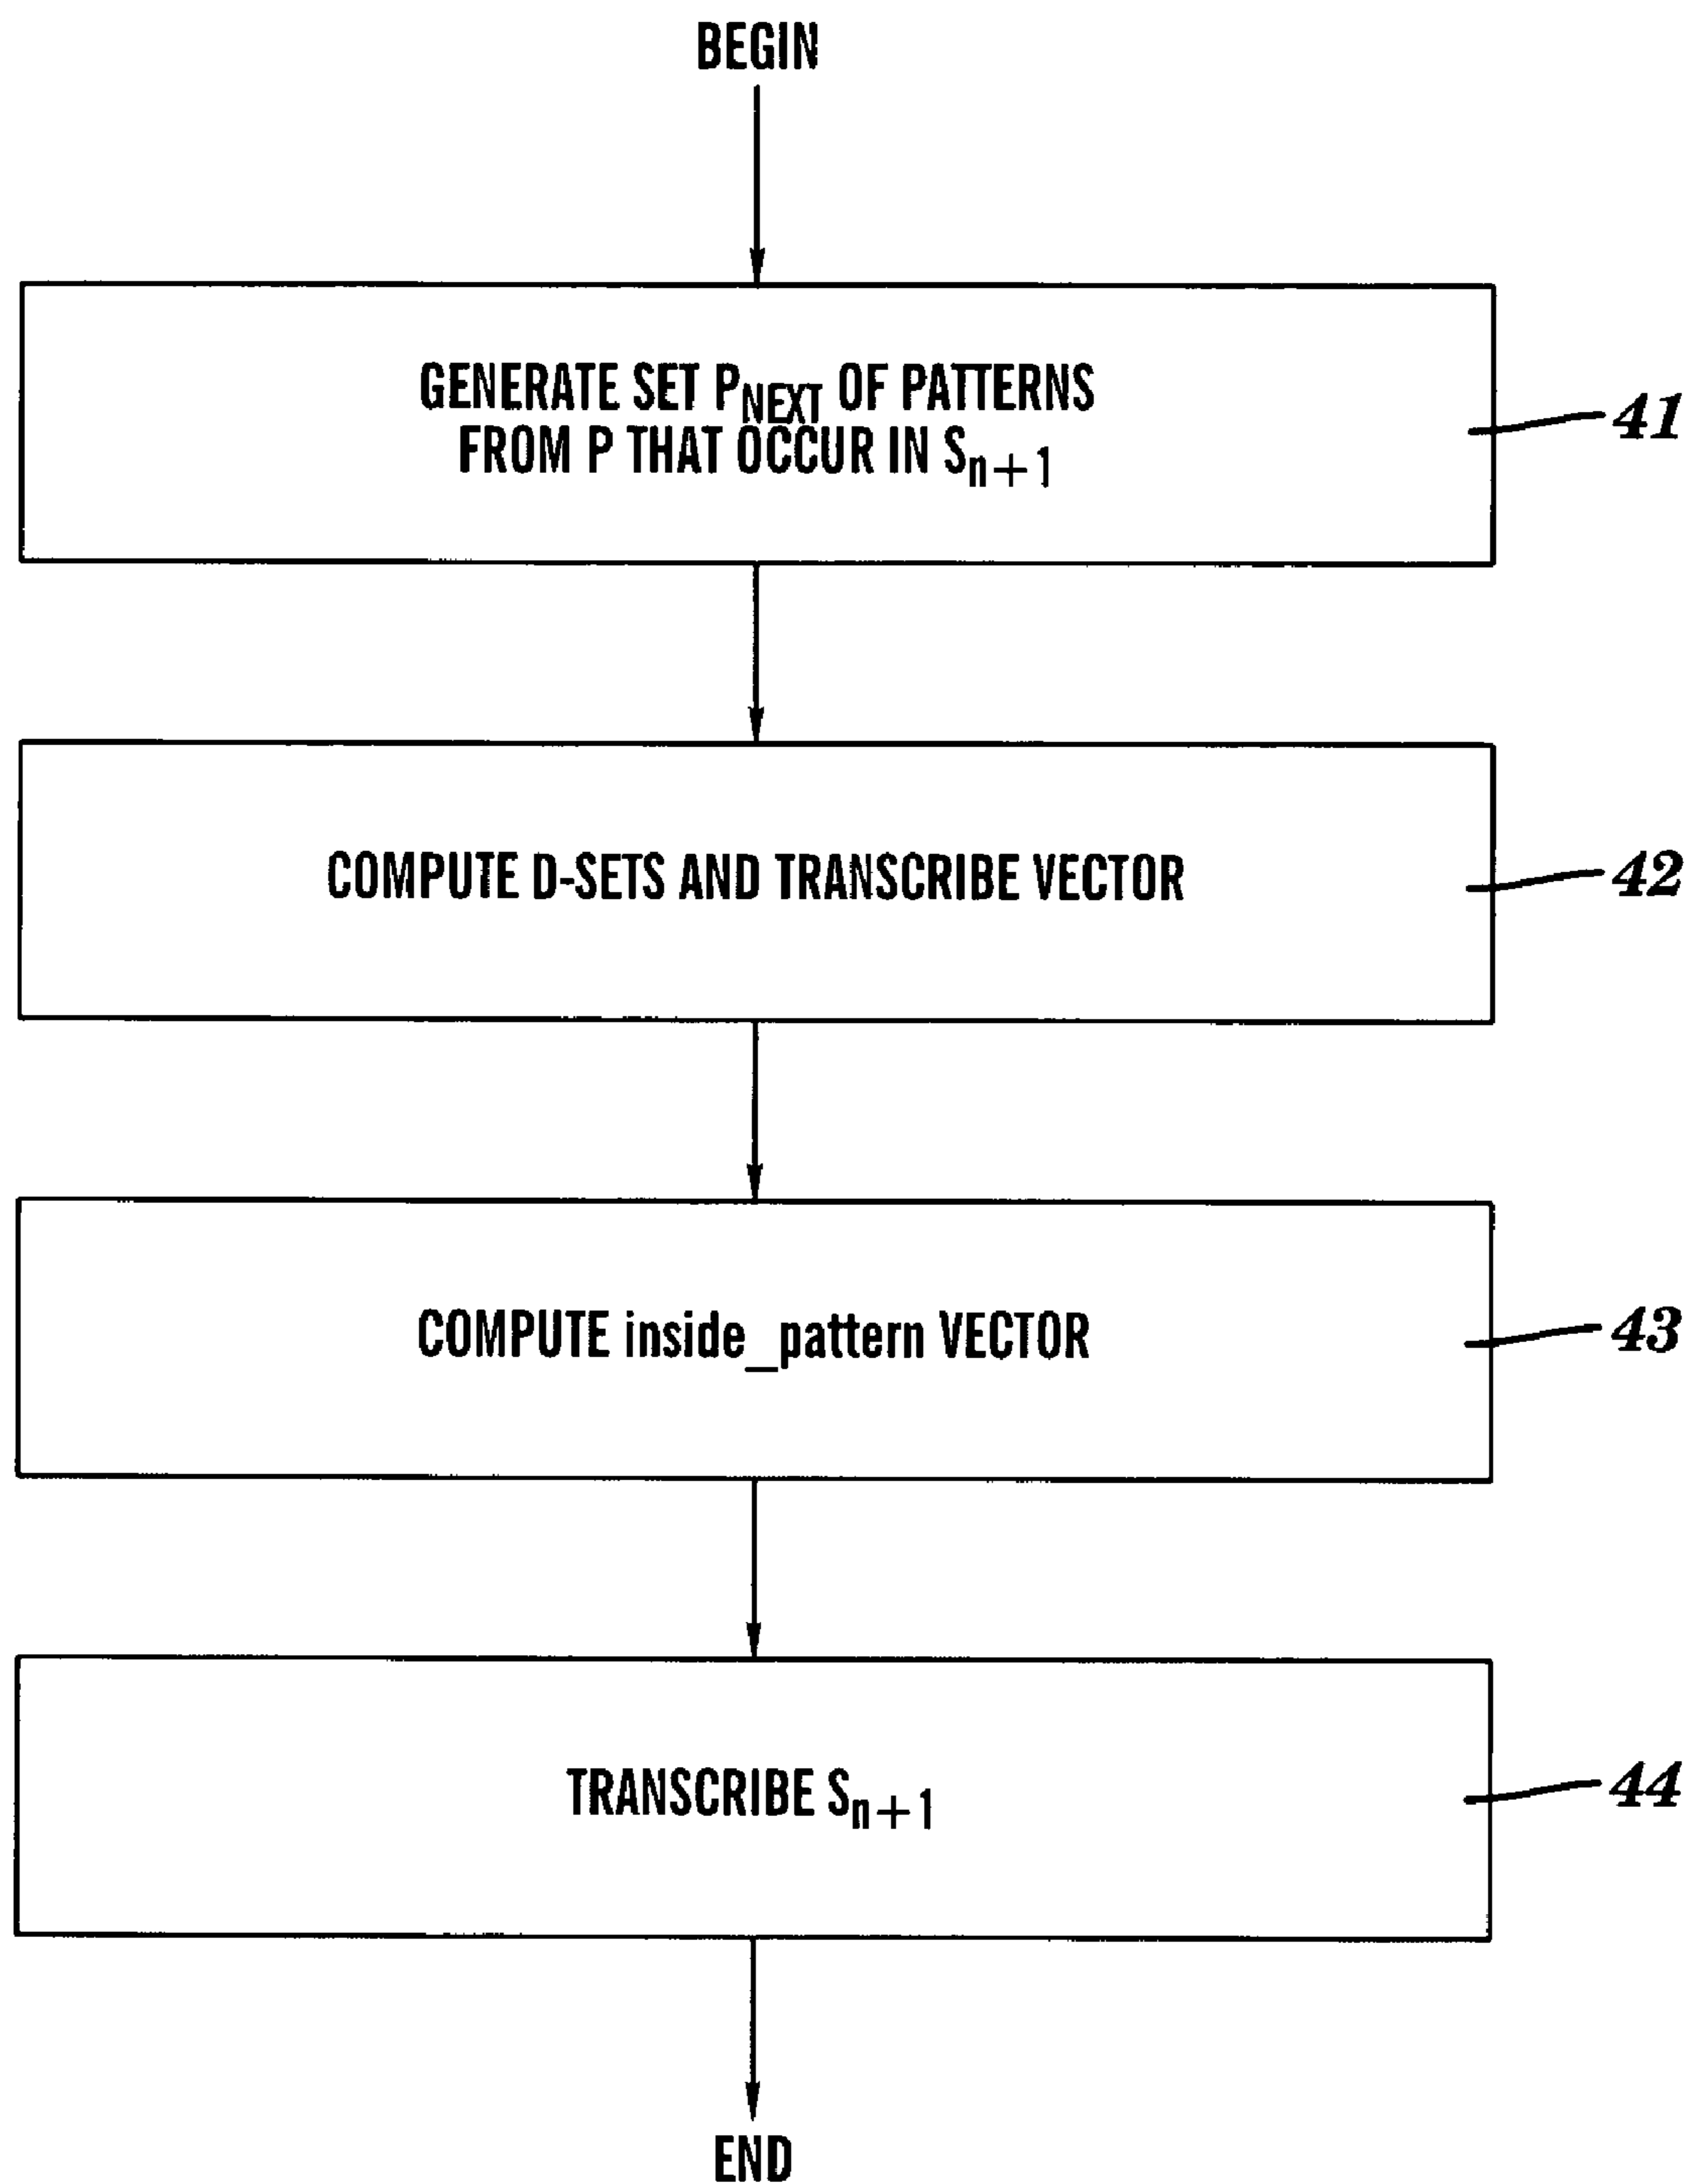 BEGIN
GENERATE SET P_NEXT OF PATTERNS
FROM P THAT OCCUR IN S_n+1
41
COMPUTE D-SETS AND TRANSCRIBE VECTOR
42
COMPUTE inside_pattern VECTOR
43
TRANSCRIBE S_n+1
44
END